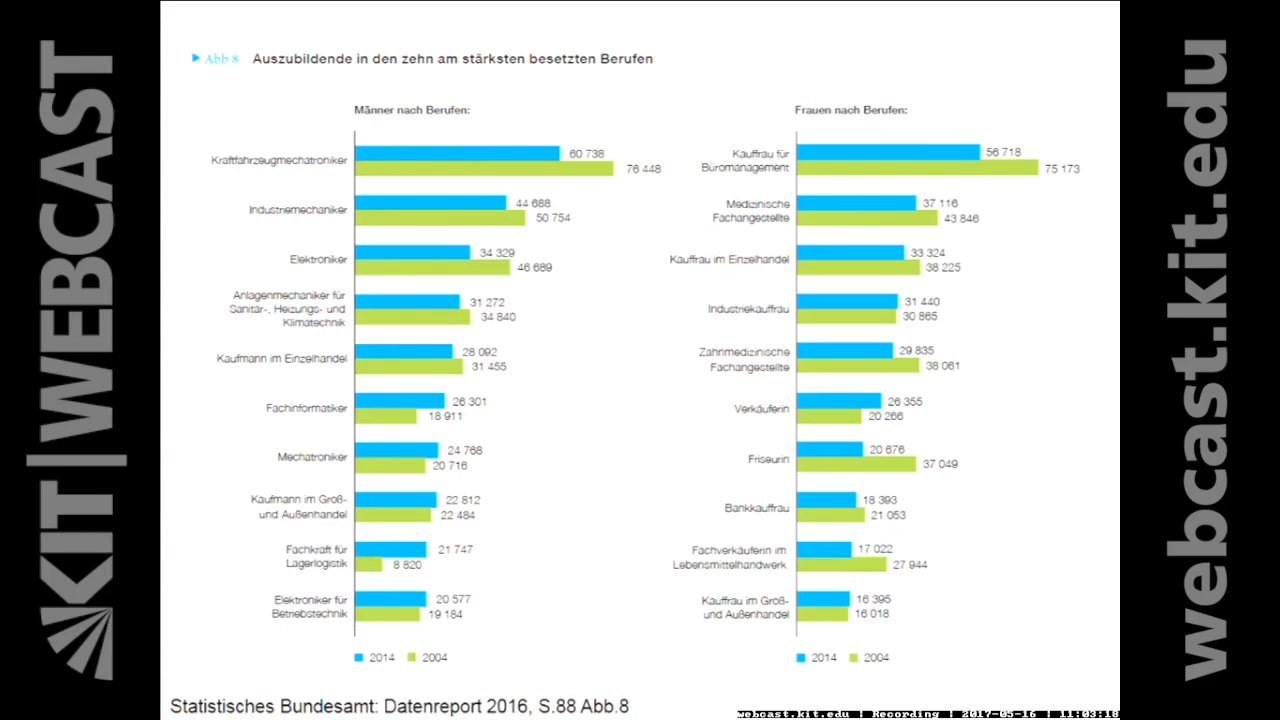 KIT | WEBCAST
▶ Abb 8 Auszubildende in den zehn am stärksten besetzten Berufen
Männer nach Berufen:
Kraftfahrzeugmechatroniker
60 738
76 448
Industriemechaniker
44 688
50 754
Elektroniker
34 329
46 689
Anlagenmechaniker für
Sanitär-, Heizungs- und
Klimatechnik
31 272
34 840
Kaufmann im Einzelhandel
28 092
31 455
Fachinformatiker
26 301
18 911
Mechatroniker
24 768
20 716
Kaufmann im Groß-
und Außenhandel
22 812
22 484
Fachkraft für
Lagerlogistik
21 747
8 820
Elektroniker für
Betriebstechnik
20 577
19 184
2014 2004
Frauen nach Berufen:
Kauffrau für
Büromanagement
56 718
75 173
Medizinische
Fachangestellte
37 116
43 846
Kauffrau im Einzelhandel
33 324
38 225
Industriekauffrau
31 440
30 865
Zahnmedizinische
Fachangestellte
29 835
38 061
Verkäuferin
26 355
20 266
Friseurin
20 676
37 049
Bankkauffrau
18 393
21 053
Fachverkäuferin im
Lebensmittelhandwerk
17 022
27 944
Kauffrau im Groß-
und Außenhandel
16 395
16 018
2014 2004
Statistisches Bundesamt: Datenreport 2016, S.88 Abb.8
webcast.kit.edu | Recording | 2017-05-16 | 11:03:18
webcast.kit.edu